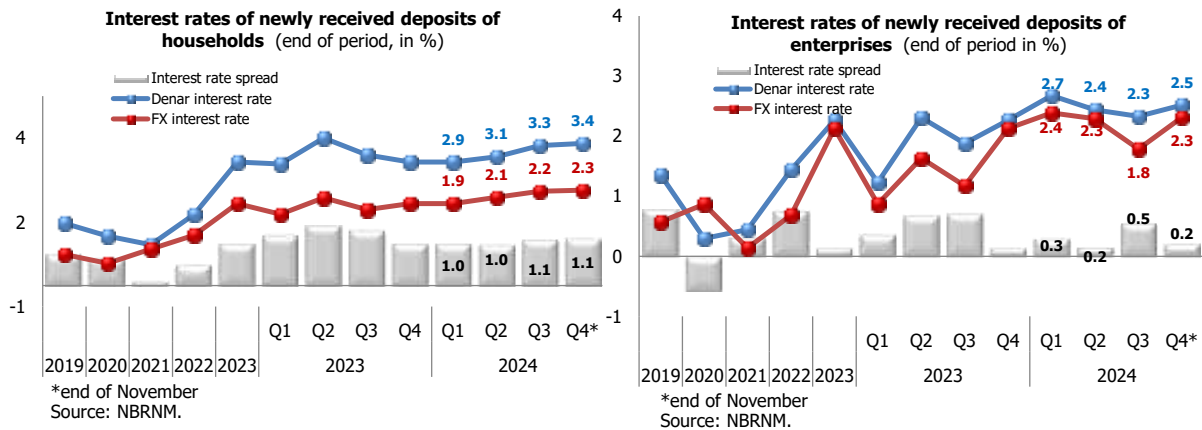 Interest rates of newly received deposits of
households (end of period, in %)
Interest rate spread
Denar interest rate
FX interest rate
4
2
-1
2.9
3.1
3.3
3.4
1.9
2.1
2.2
2.3
1.0
1.0
1.1
1.1
Q1 Q2 Q3 Q4 Q1 Q2 Q3 Q4*
2019 2020 2021 2022 2023 2023 2024
*end of November
Source: NBRNM.
Interest rates of newly received deposits of
enterprises (end of period in %)
Interest rate spread
Denar interest rate
FX interest rate
4
3
2
1
0
-1
2.7
2.4
2.3
2.5
2.4
2.3
1.8
2.3
0.3
0.2
0.5
0.2
Q1 Q2 Q3 Q4 Q1 Q2 Q3 Q4*
2019 2020 2021 2022 2023 2023 2024
*end of November
Source: NBRNM.